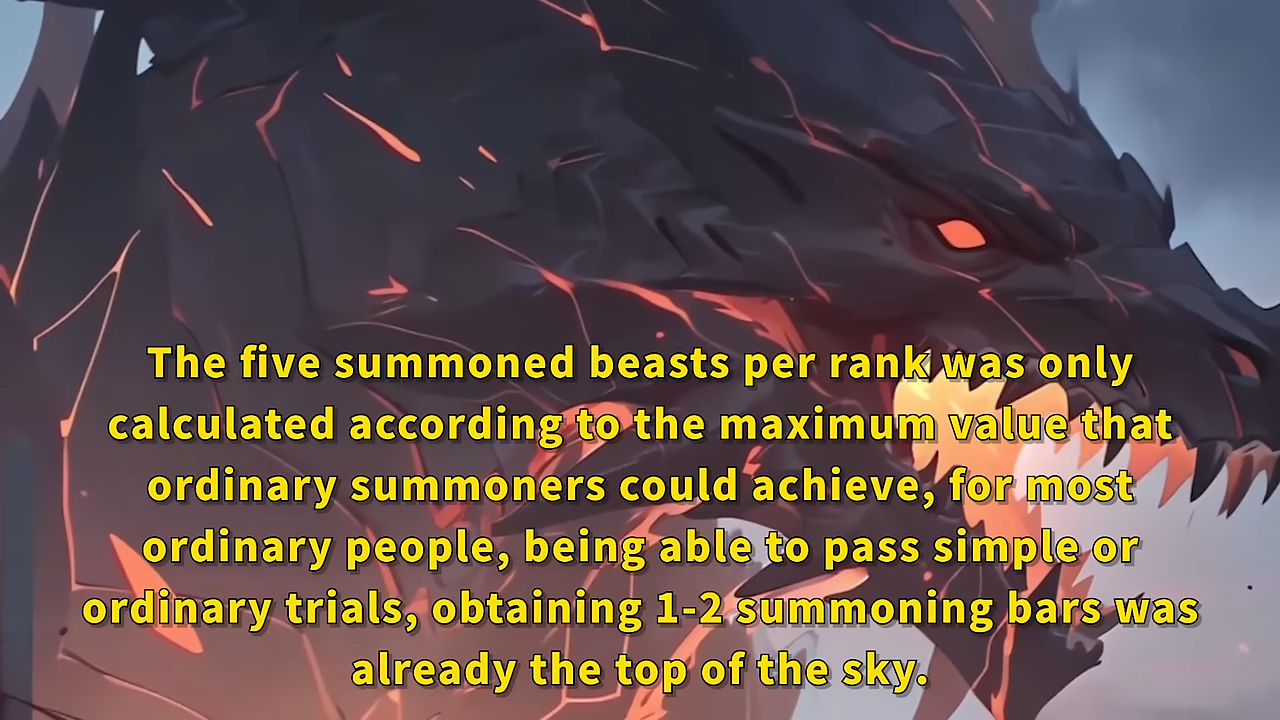 The five summoned beasts per rank was only
calculated according to the maximum value that
ordinary summoners could achieve, for most
ordinary people, being able to pass simple or
ordinary trials, obtaining 1-2 summoning bars was
already the top of the sky.